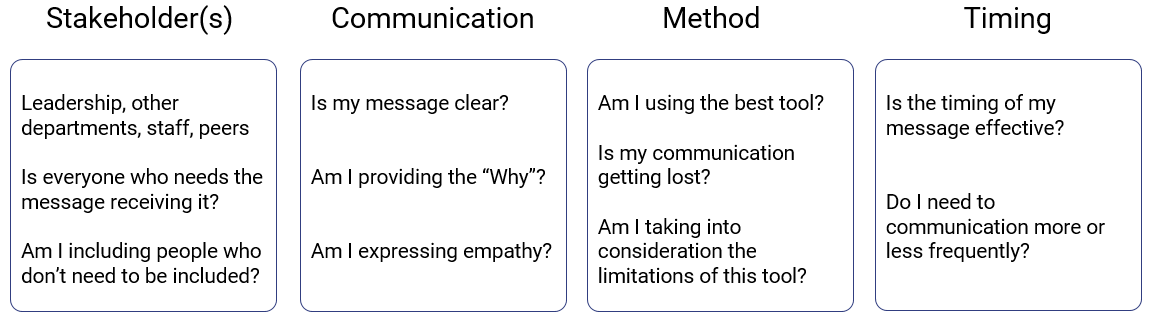 Stakeholder(s)
Leadership, other
departments, staff, peers
Is everyone who needs the
message receiving it?
Am I including people who
don’t need to be included?
Communication
Is my message clear?
Am I providing the “Why”?
Am I expressing empathy?
Method
Am I using the best tool?
Is my communication
getting lost?
Am I taking into
consideration the
limitations of this tool?
Timing
Is the timing of my
message effective?
Do I need to
communication more or
less frequently?